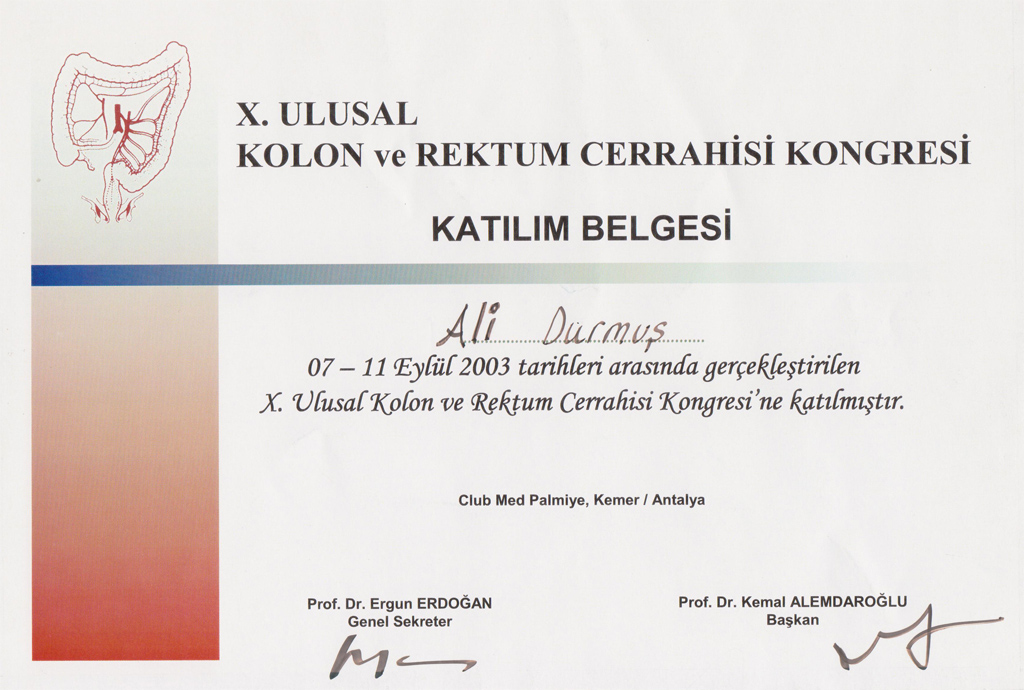 X. ULUSAL
KOLON ve REKTUM CERRAHİSİ KONGRESİ
KATILIM BELGESİ
Ali Durmuş
07 – 11 Eylül 2003 tarihleri arasında gerçekleştirilen
X. Ulusal Kolon ve Rektum Cerrahisi Kongresi'ne katılmıştır.
Club Med Palmiye, Kemer / Antalya
Prof. Dr. Ergun ERDOĞAN
Genel Sekreter
Prof. Dr. Kemal ALEMDAROĞLU
Başkan